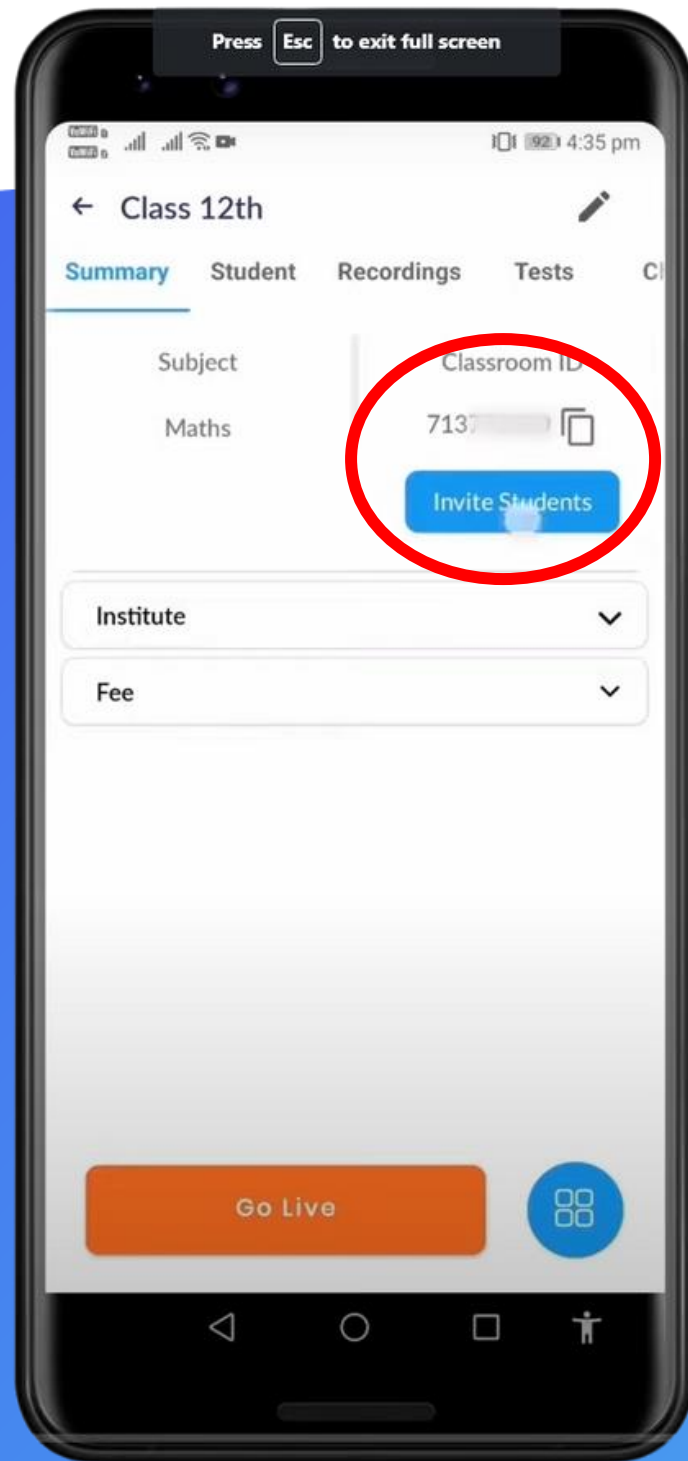 Press Esc to exit full screen
92 4:35 pm
Class 12th
Summary Student Recordings Tests
Subject Classroom ID
Maths 713
Invite Students
Institute
Fee
Go Live